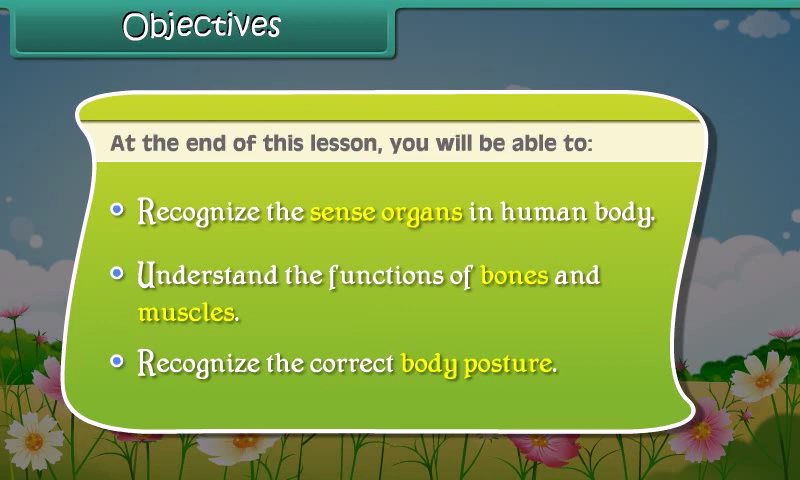 Objectives
At the end of this lesson, you will be able to:
Recognize the sense organs in human body.
Understand the functions of bones and
muscles.
Recognize the correct body posture.